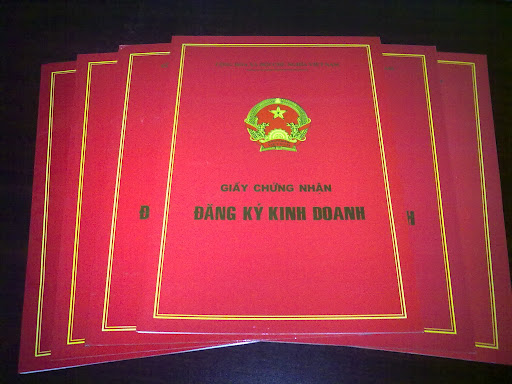 GIẤY CHỨNG NHẬN
ĐĂNG KÝ KINH DOANH
Đ
H